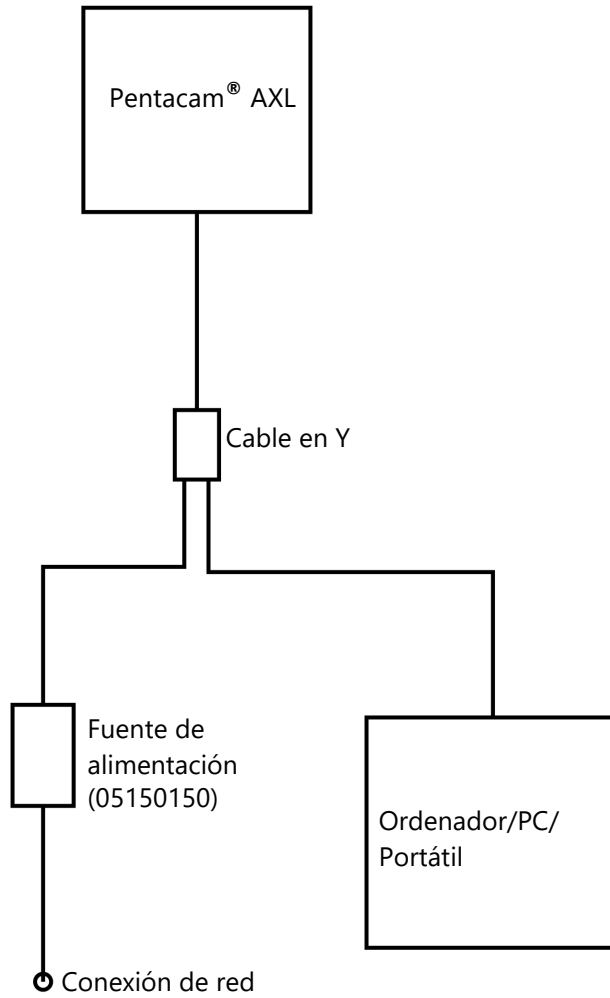 Pentacam® AXL
Cable en Y
Fuente de
alimentación
(05150150)
Ordenador/PC/
Portátil
Conexión de red